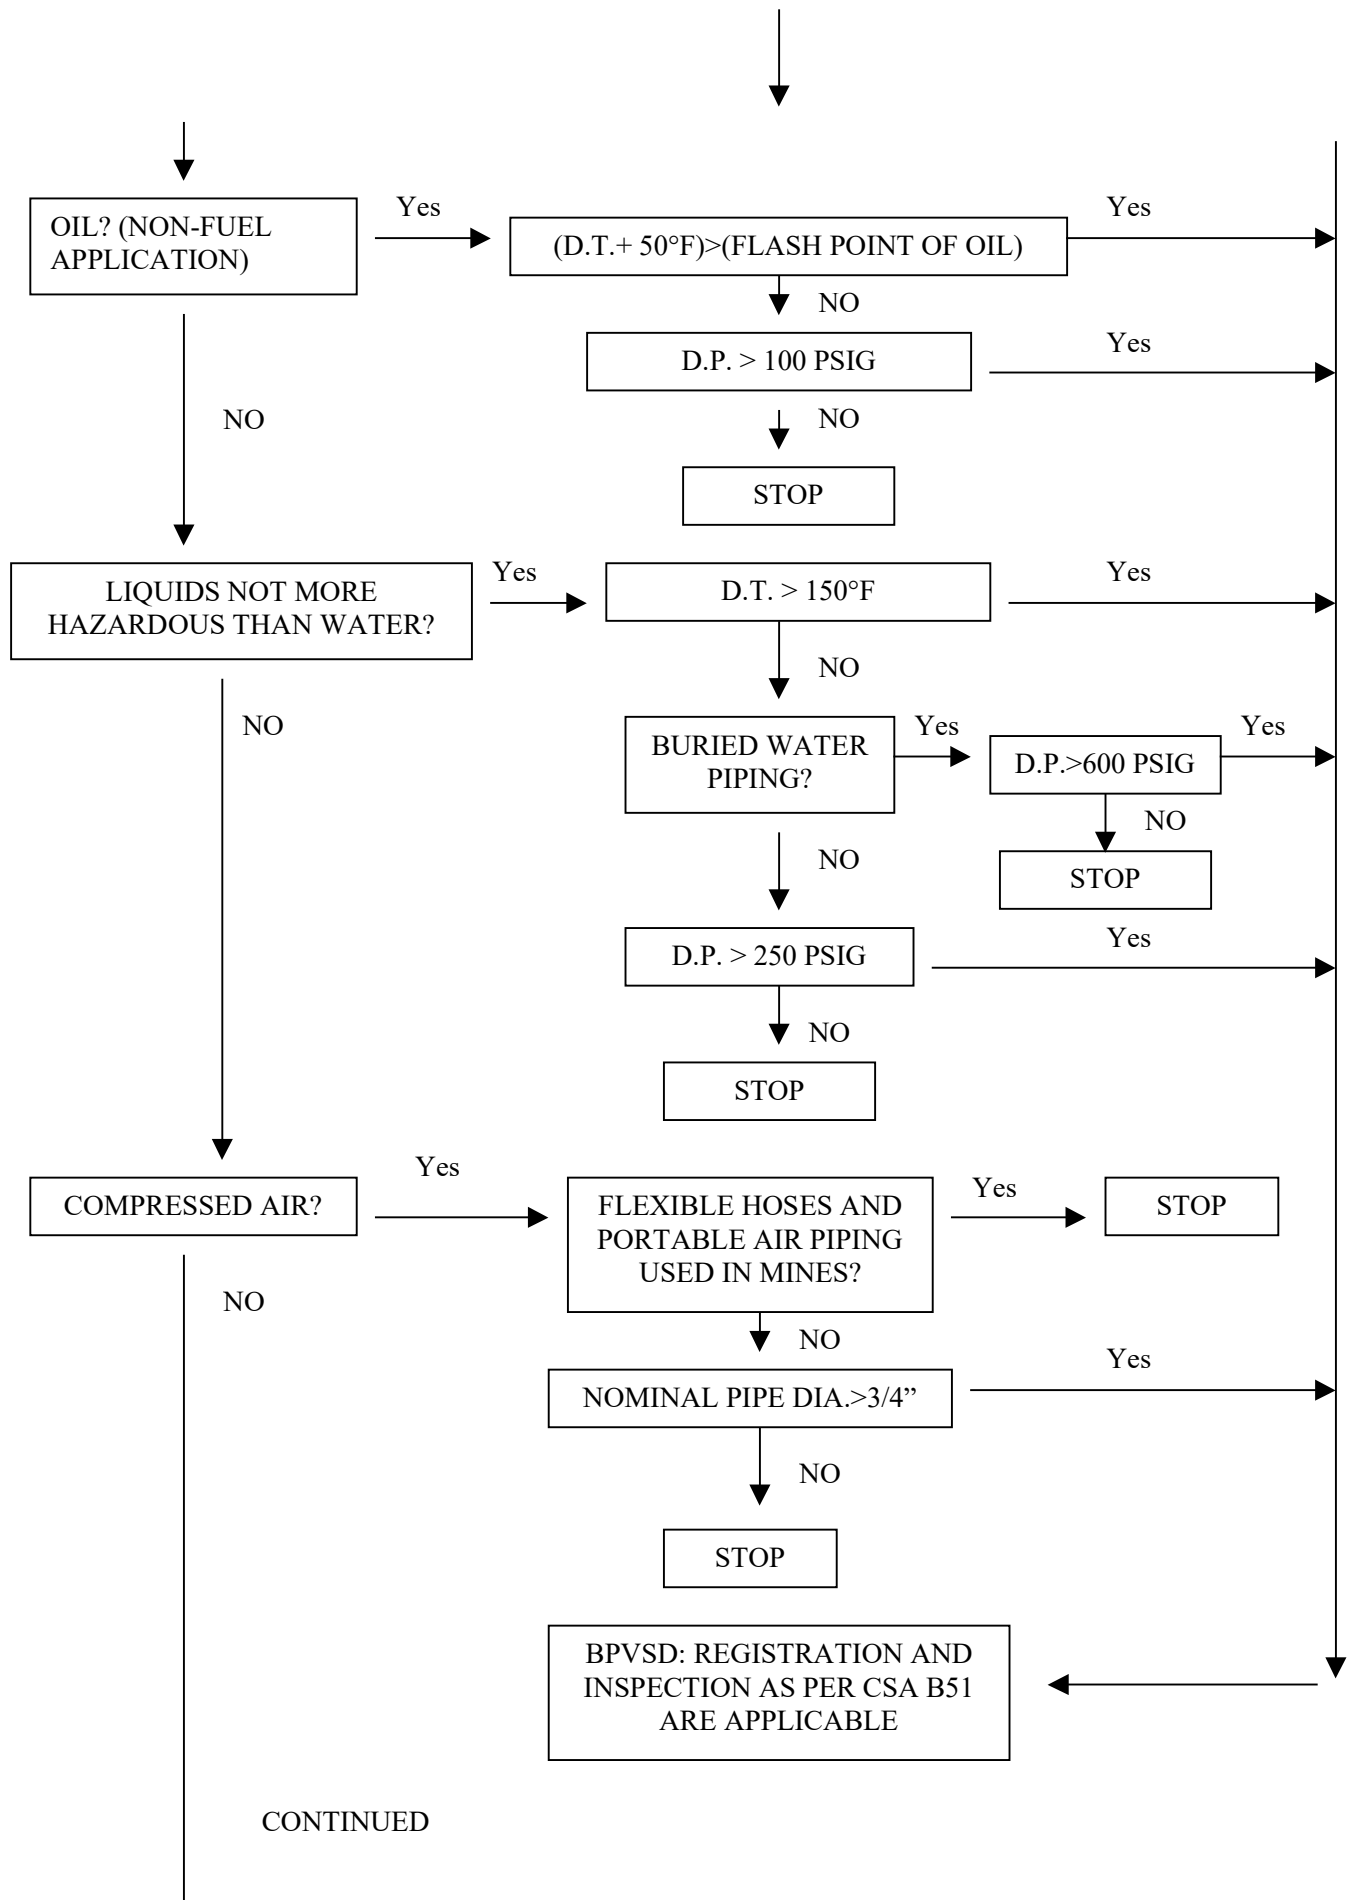 Yes
Yes
OIL? (NON-FUEL
APPLICATION)
(D.T.+ 50°F)>(FLASH POINT OF OIL)
NO
Yes
D.P. > 100 PSIG
NO
NO
STOP
Yes
Yes
LIQUIDS NOT MORE
HAZARDOUS THAN WATER?
D.T. > 150°F
NO
NO
Yes
Yes
BURIED WATER
PIPING?
D.P.>600 PSIG
NO
NO
STOP
Yes
D.P. > 250 PSIG
NO
STOP
Yes
Yes
COMPRESSED AIR?
FLEXIBLE HOSES AND
PORTABLE AIR PIPING
USED IN MINES?
STOP
NO
NO
Yes
NOMINAL PIPE DIA.>3/4”
NO
STOP
BPVSD: REGISTRATION AND
INSPECTION AS PER CSA B51
ARE APPLICABLE
CONTINUED